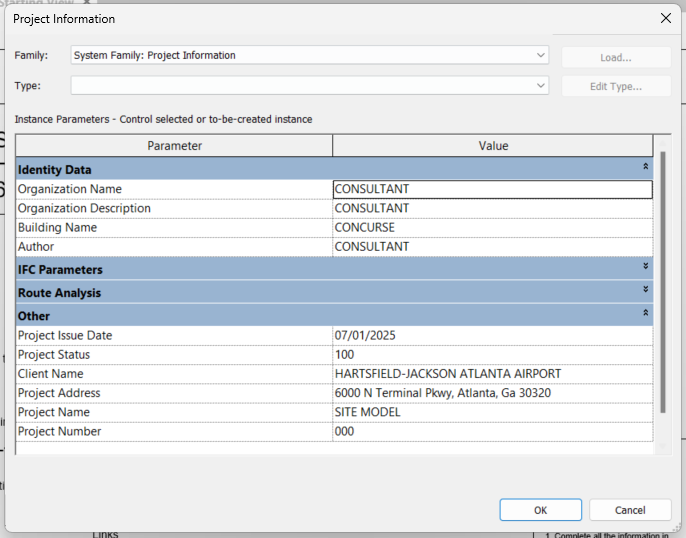 Starting View
Project Information
Family: System Family: Project Information Load...
Type: Edit Type...
Instance Parameters - Control selected or to-be-created instance
Parameter Value
Identity Data
Organization Name CONSULTANT
Organization Description CONSULTANT
Building Name CONCURSE
Author CONSULTANT
IFC Parameters
Route Analysis
Other
Project Issue Date 07/01/2025
Project Status 100
Client Name HARTSFIELD-JACKSON ATLANTA AIRPORT
Project Address 6000 N Terminal Pkwy, Atlanta, Ga 30320
Project Name SITE MODEL
Project Number 000
OK Cancel
Links
1. Complete all the information in